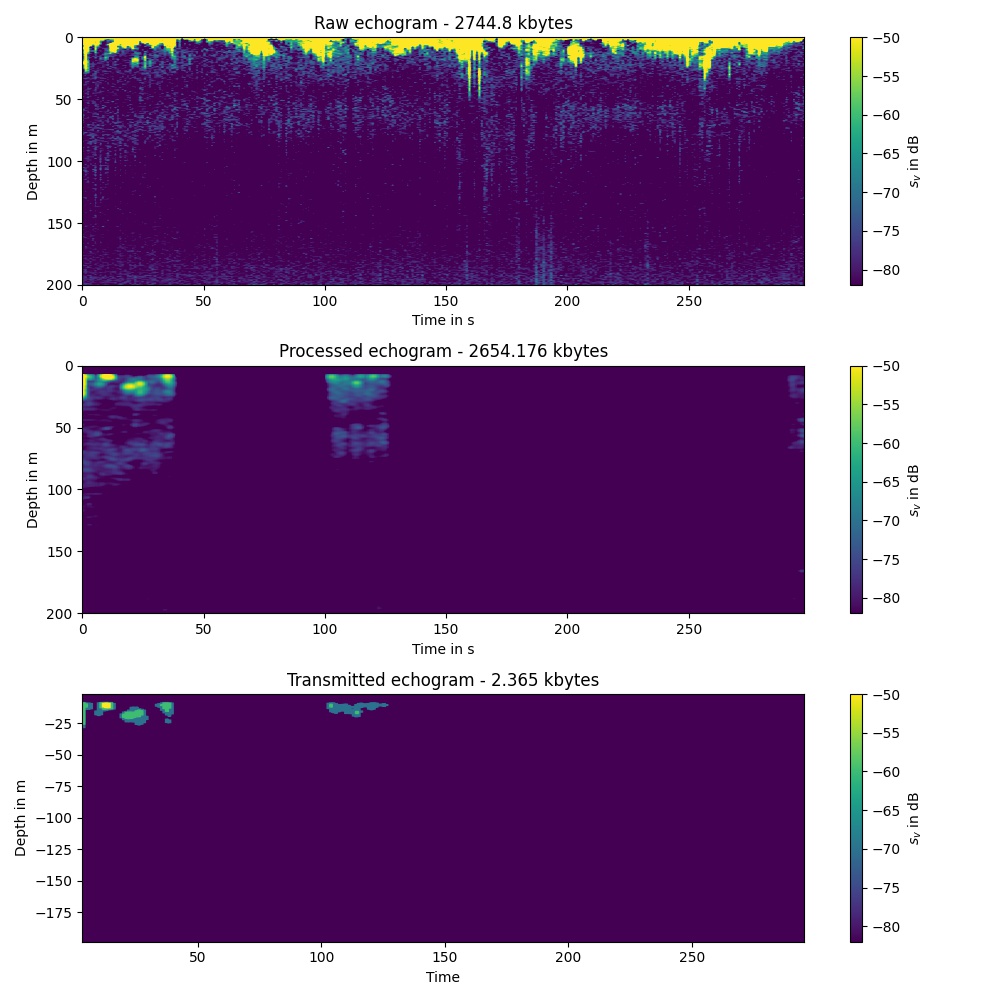 Raw echogram - 2744.8 kbytes
0
50
100
150
200
Depth in m
0 50 100 150 200 250
Time in s
−50
−55
−60
−65
−70
−75
−80
s_v in dB
Processed echogram - 2654.176 kbytes
0
50
100
150
200
Depth in m
0 50 100 150 200 250
Time in s
−50
−55
−60
−65
−70
−75
−80
s_v in dB
Transmitted echogram - 2.365 kbytes
−25
−50
−75
−100
−125
−150
−175
Depth in m
50 100 150 200 250
Time
−50
−55
−60
−65
−70
−75
−80
s_v in dB